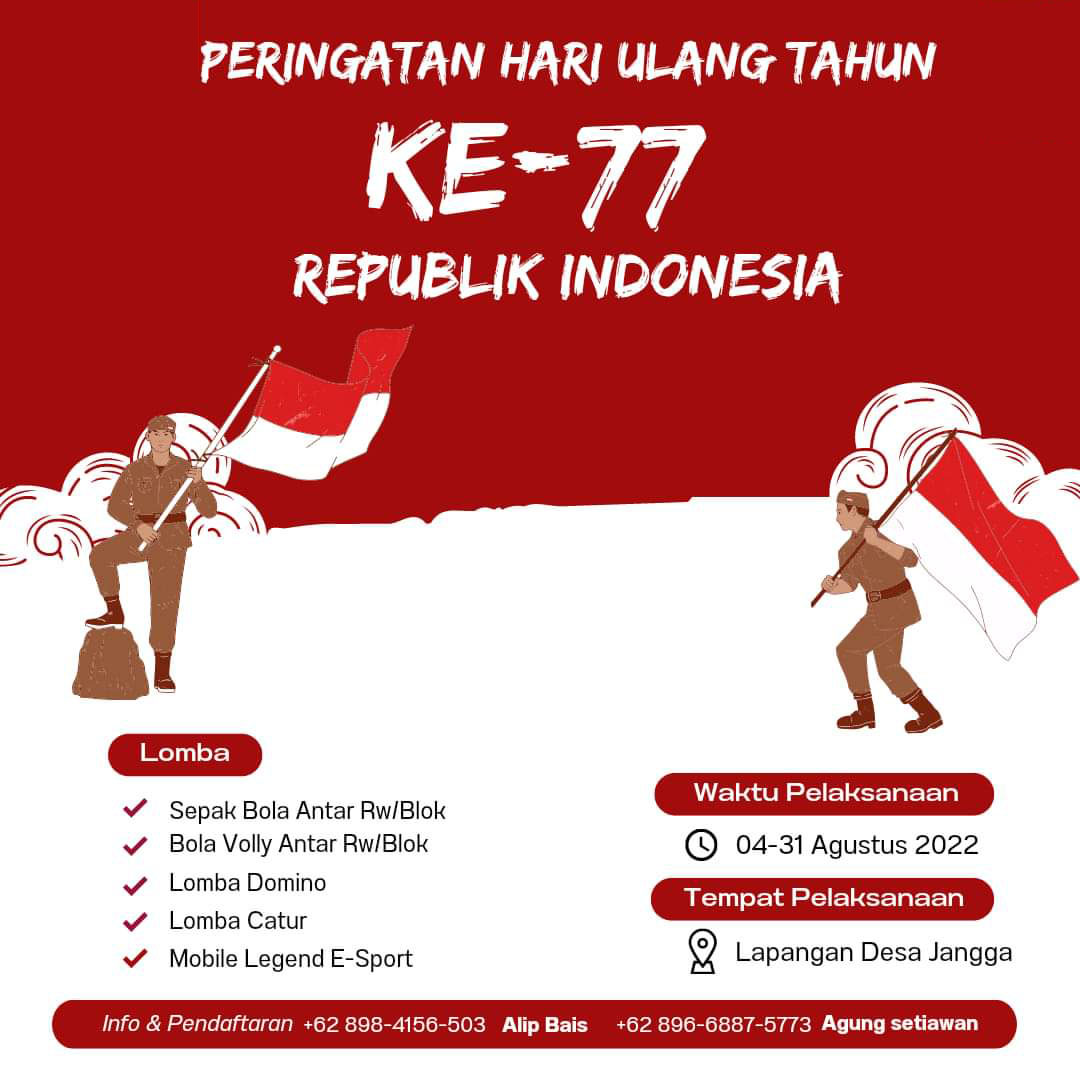 PERINGATAN HARI ULANG TAHUN
KE-77
REPUBLIK INDONESIA
Lomba
Sepak Bola Antar Rw/Blok
Bola Volly Antar Rw/Blok
Lomba Domino
Lomba Catur
Mobile Legend E-Sport
Waktu Pelaksanaan
04-31 Agustus 2022
Tempat Pelaksanaan
Lapangan Desa Jangga
Info & Pendaftaran +62 898-4156-503 Alip Bais +62 896-6887-5773 Agung setiawan